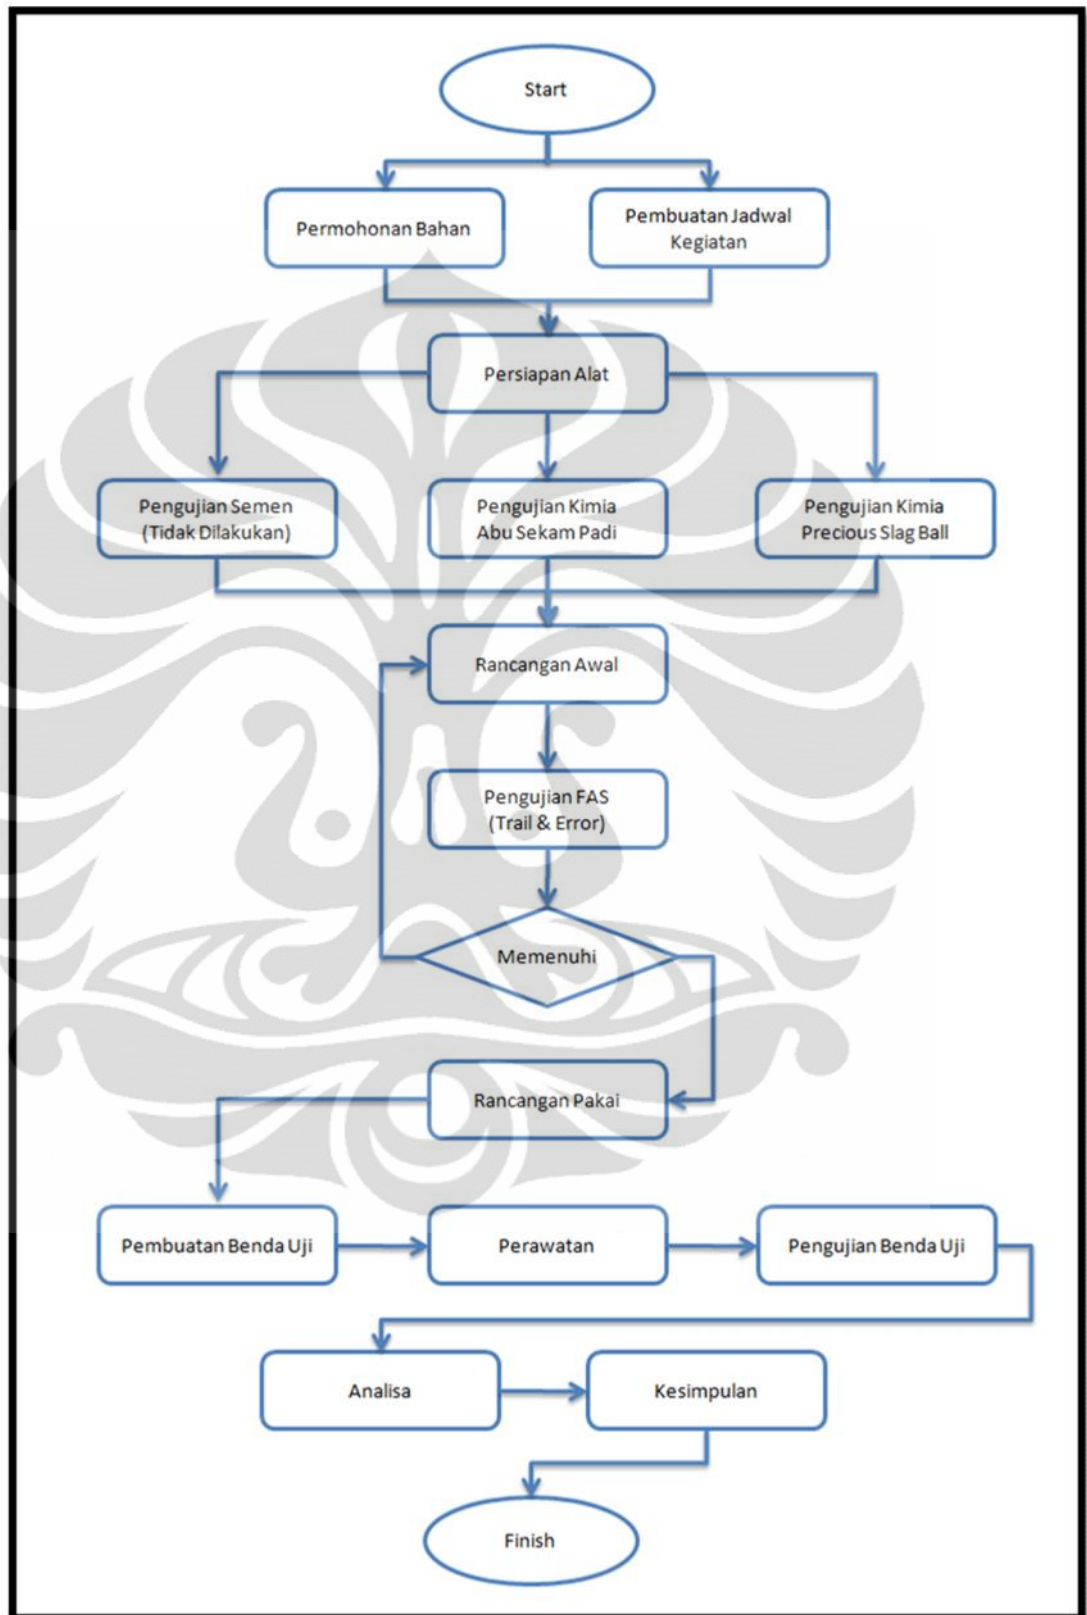 Start
Permohonan Bahan
Pembuatan Jadwal
Kegiatan
Persiapan Alat
Pengujian Semen
(Tidak Dilakukan)
Pengujian Kimia
Abu Sekam Padi
Pengujian Kimia
Precious Slag Ball
Rancangan Awal
Pengujian FAS
(Trail & Error)
Memenuhi
Rancangan Pakai
Pembuatan Benda Uji
Perawatan
Pengujian Benda Uji
Analisa
Kesimpulan
Finish